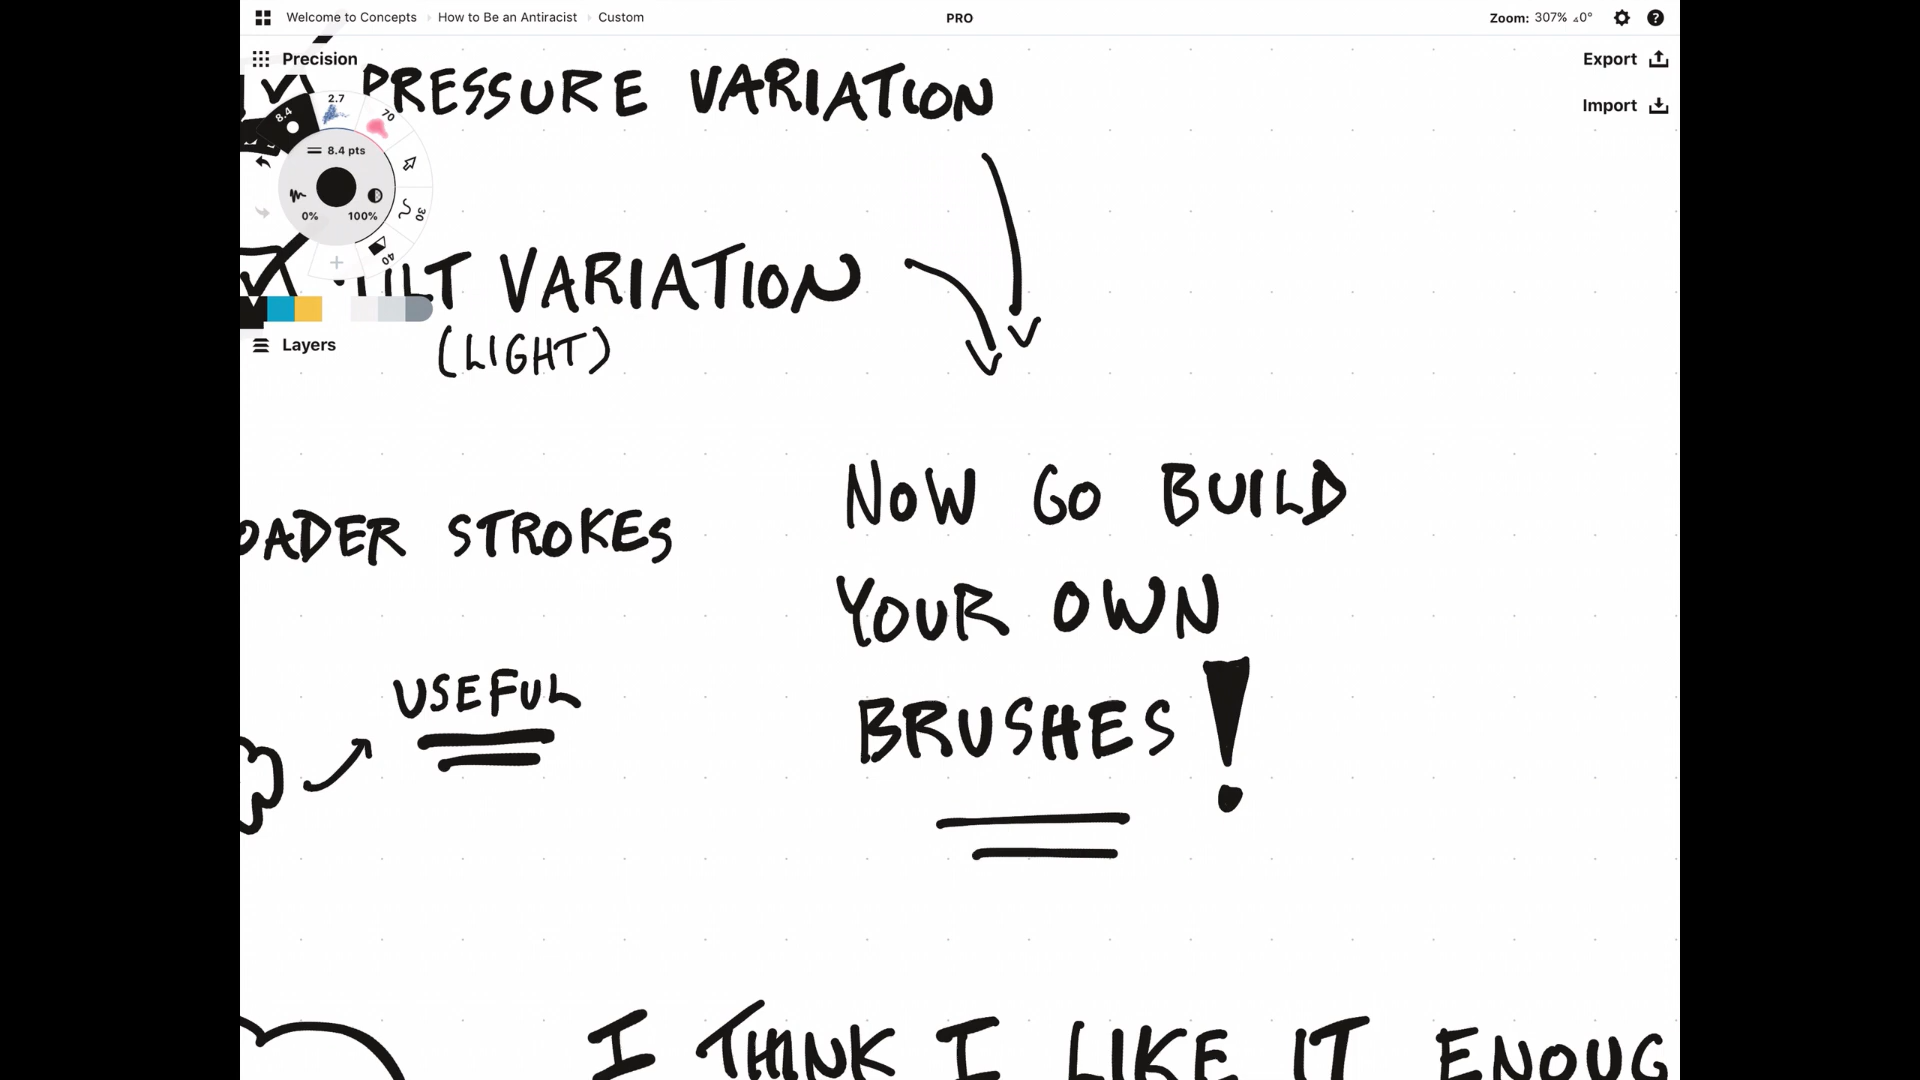 Welcome to Concepts › How to Be an Antiracist › Custom
PRO
Zoom: 307% ⊿0°
Precision
Export
Import
PRESSURE VARIATION
2.7
8.4
70
8.4 pts
0%
100%
30
40
TILT VARIATION
(LIGHT)
Layers
NOW GO BUILD
YOUR OWN
BRUSHES!
OADER STROKES
USEFUL
I THINK I LIKE IT ENOUG